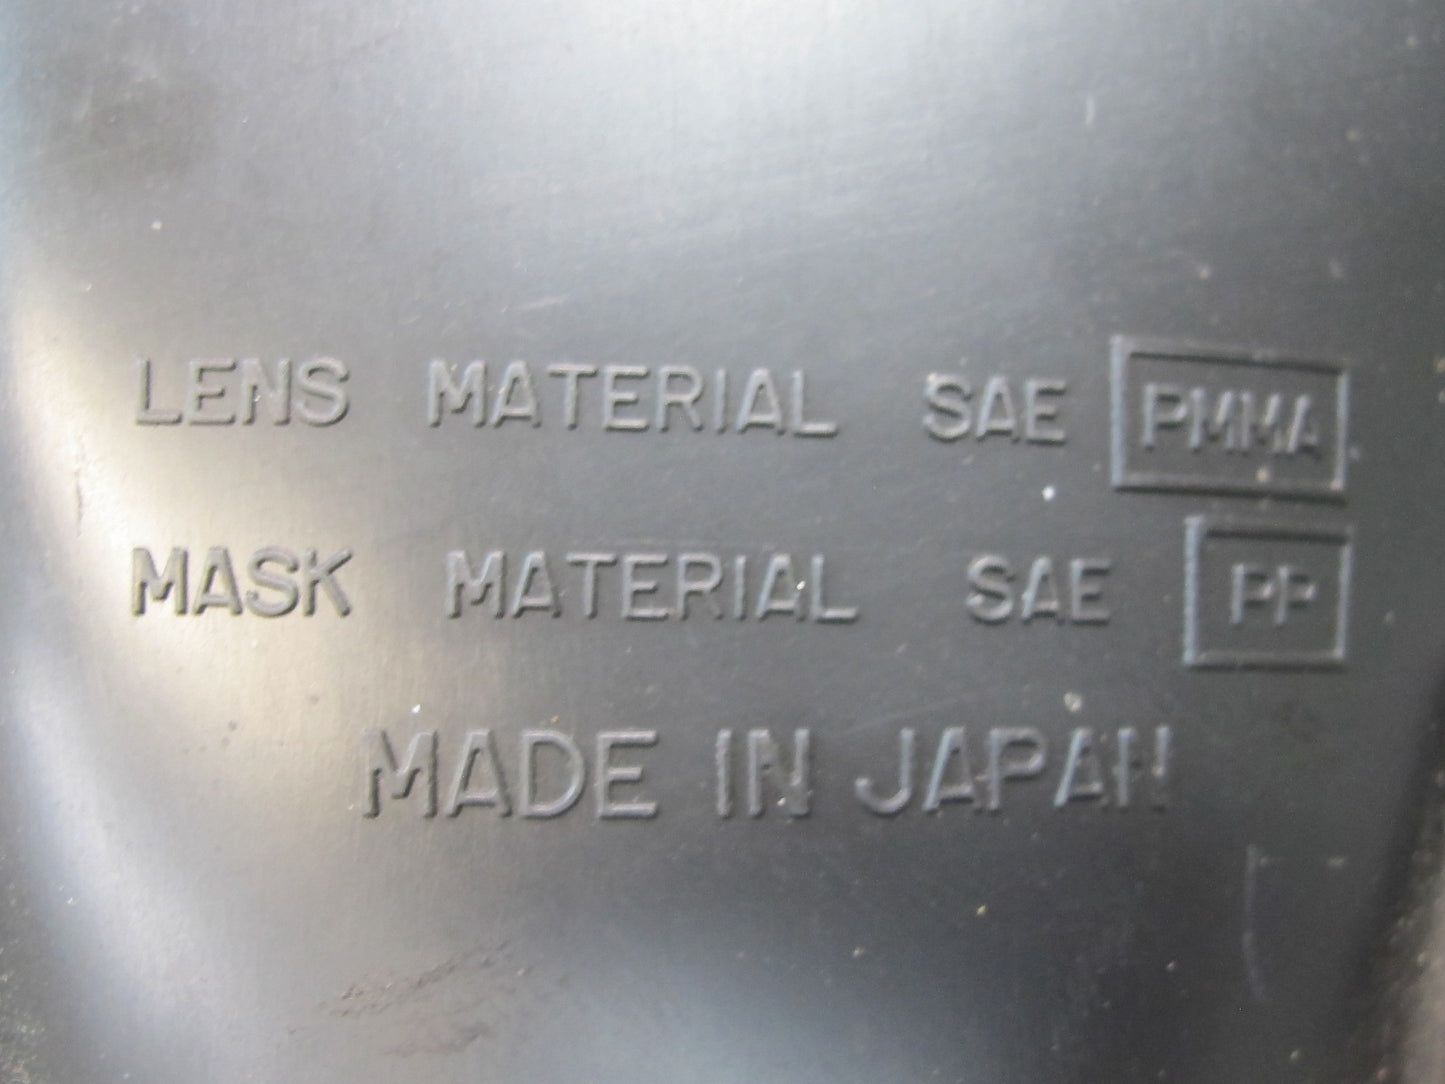 LENS MATERIAL SAE PMMA
MASK MATERIAL SAE PP
MADE IN JAPAN